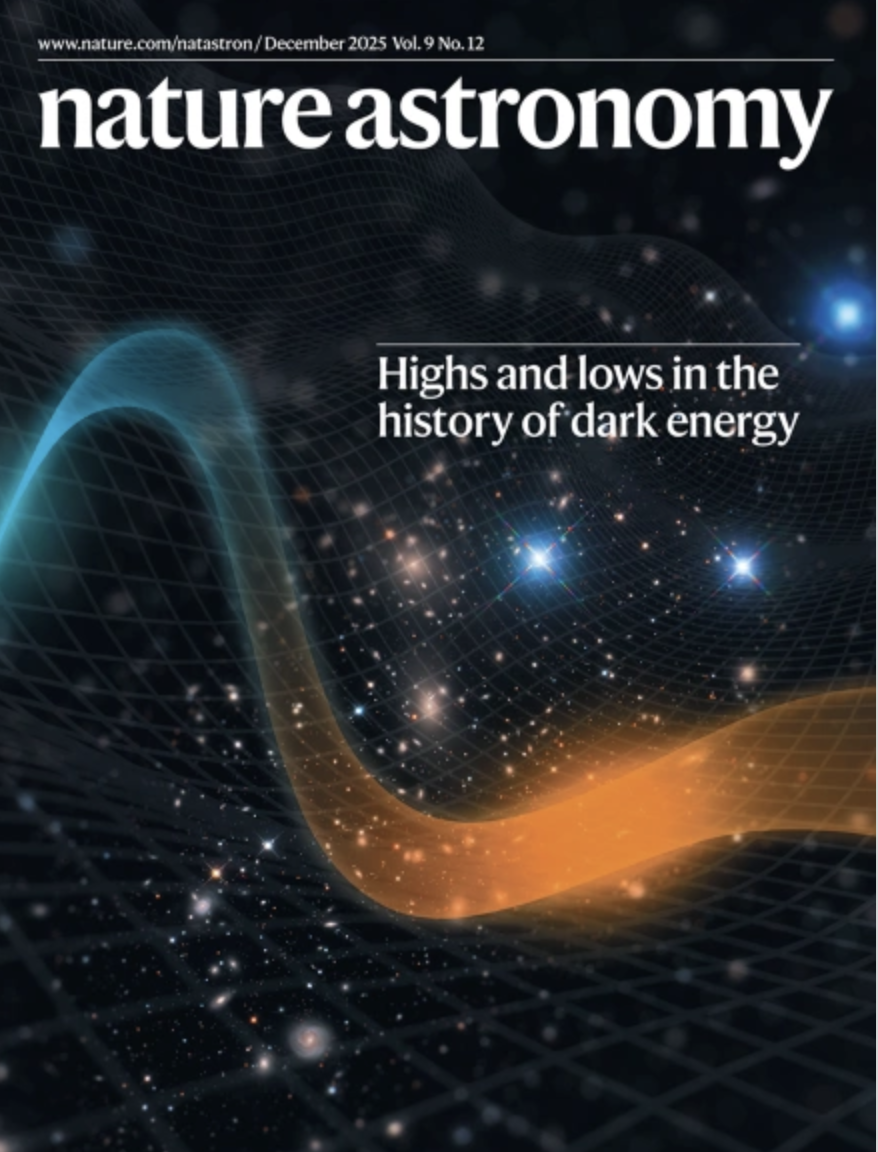 www.nature.com/natastron / December 2025 Vol. 9 No. 12
nature astronomy
Highs and lows in the
history of dark energy